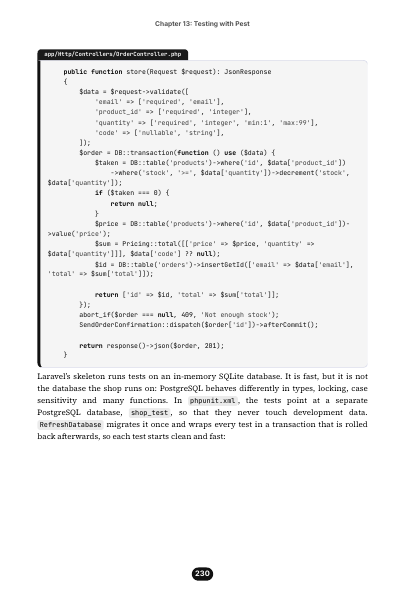 Chapter 13: Testing with Pest
app/Http/Controllers/OrderController.php
public function store(Request $request): JsonResponse
{
$data = $request->validate([
'email' => ['required', 'email'],
'product_id' => ['required', 'integer'],
'quantity' => ['required', 'integer', 'min:1', 'max:99'],
'code' => ['nullable', 'string'],
]);
$order = DB::transaction(function () use ($data) {
$taken = DB::table('products')->where('id', $data['product_id'])
->where('stock', '>=', $data['quantity'])->decrement('stock',
$data['quantity']);
if ($taken === 0) {
return null;
}
$price = DB::table('products')->where('id', $data['product_id'])-
>value('price');
$sum = Pricing::total([['price' => $price, 'quantity' =>
$data['quantity']]], $data['code'] ?? null);
$id = DB::table('orders')->insertGetId(['email' => $data['email'],
'total' => $sum['total']]);
return ['id' => $id, 'total' => $sum['total']];
});
abort_if($order === null, 409, 'Not enough stock');
SendOrderConfirmation::dispatch($order['id'])->afterCommit();
return response()->json($order, 201);
}
Laravel's skeleton runs tests on an in-memory SQLite database. It is fast, but it is not
the database the shop runs on: PostgreSQL behaves differently in types, locking, case
sensitivity and many functions. In phpunit.xml, the tests point at a separate
PostgreSQL database, shop_test, so that they never touch development data.
RefreshDatabase migrates it once and wraps every test in a transaction that is rolled
back afterwards, so each test starts clean and fast:
230